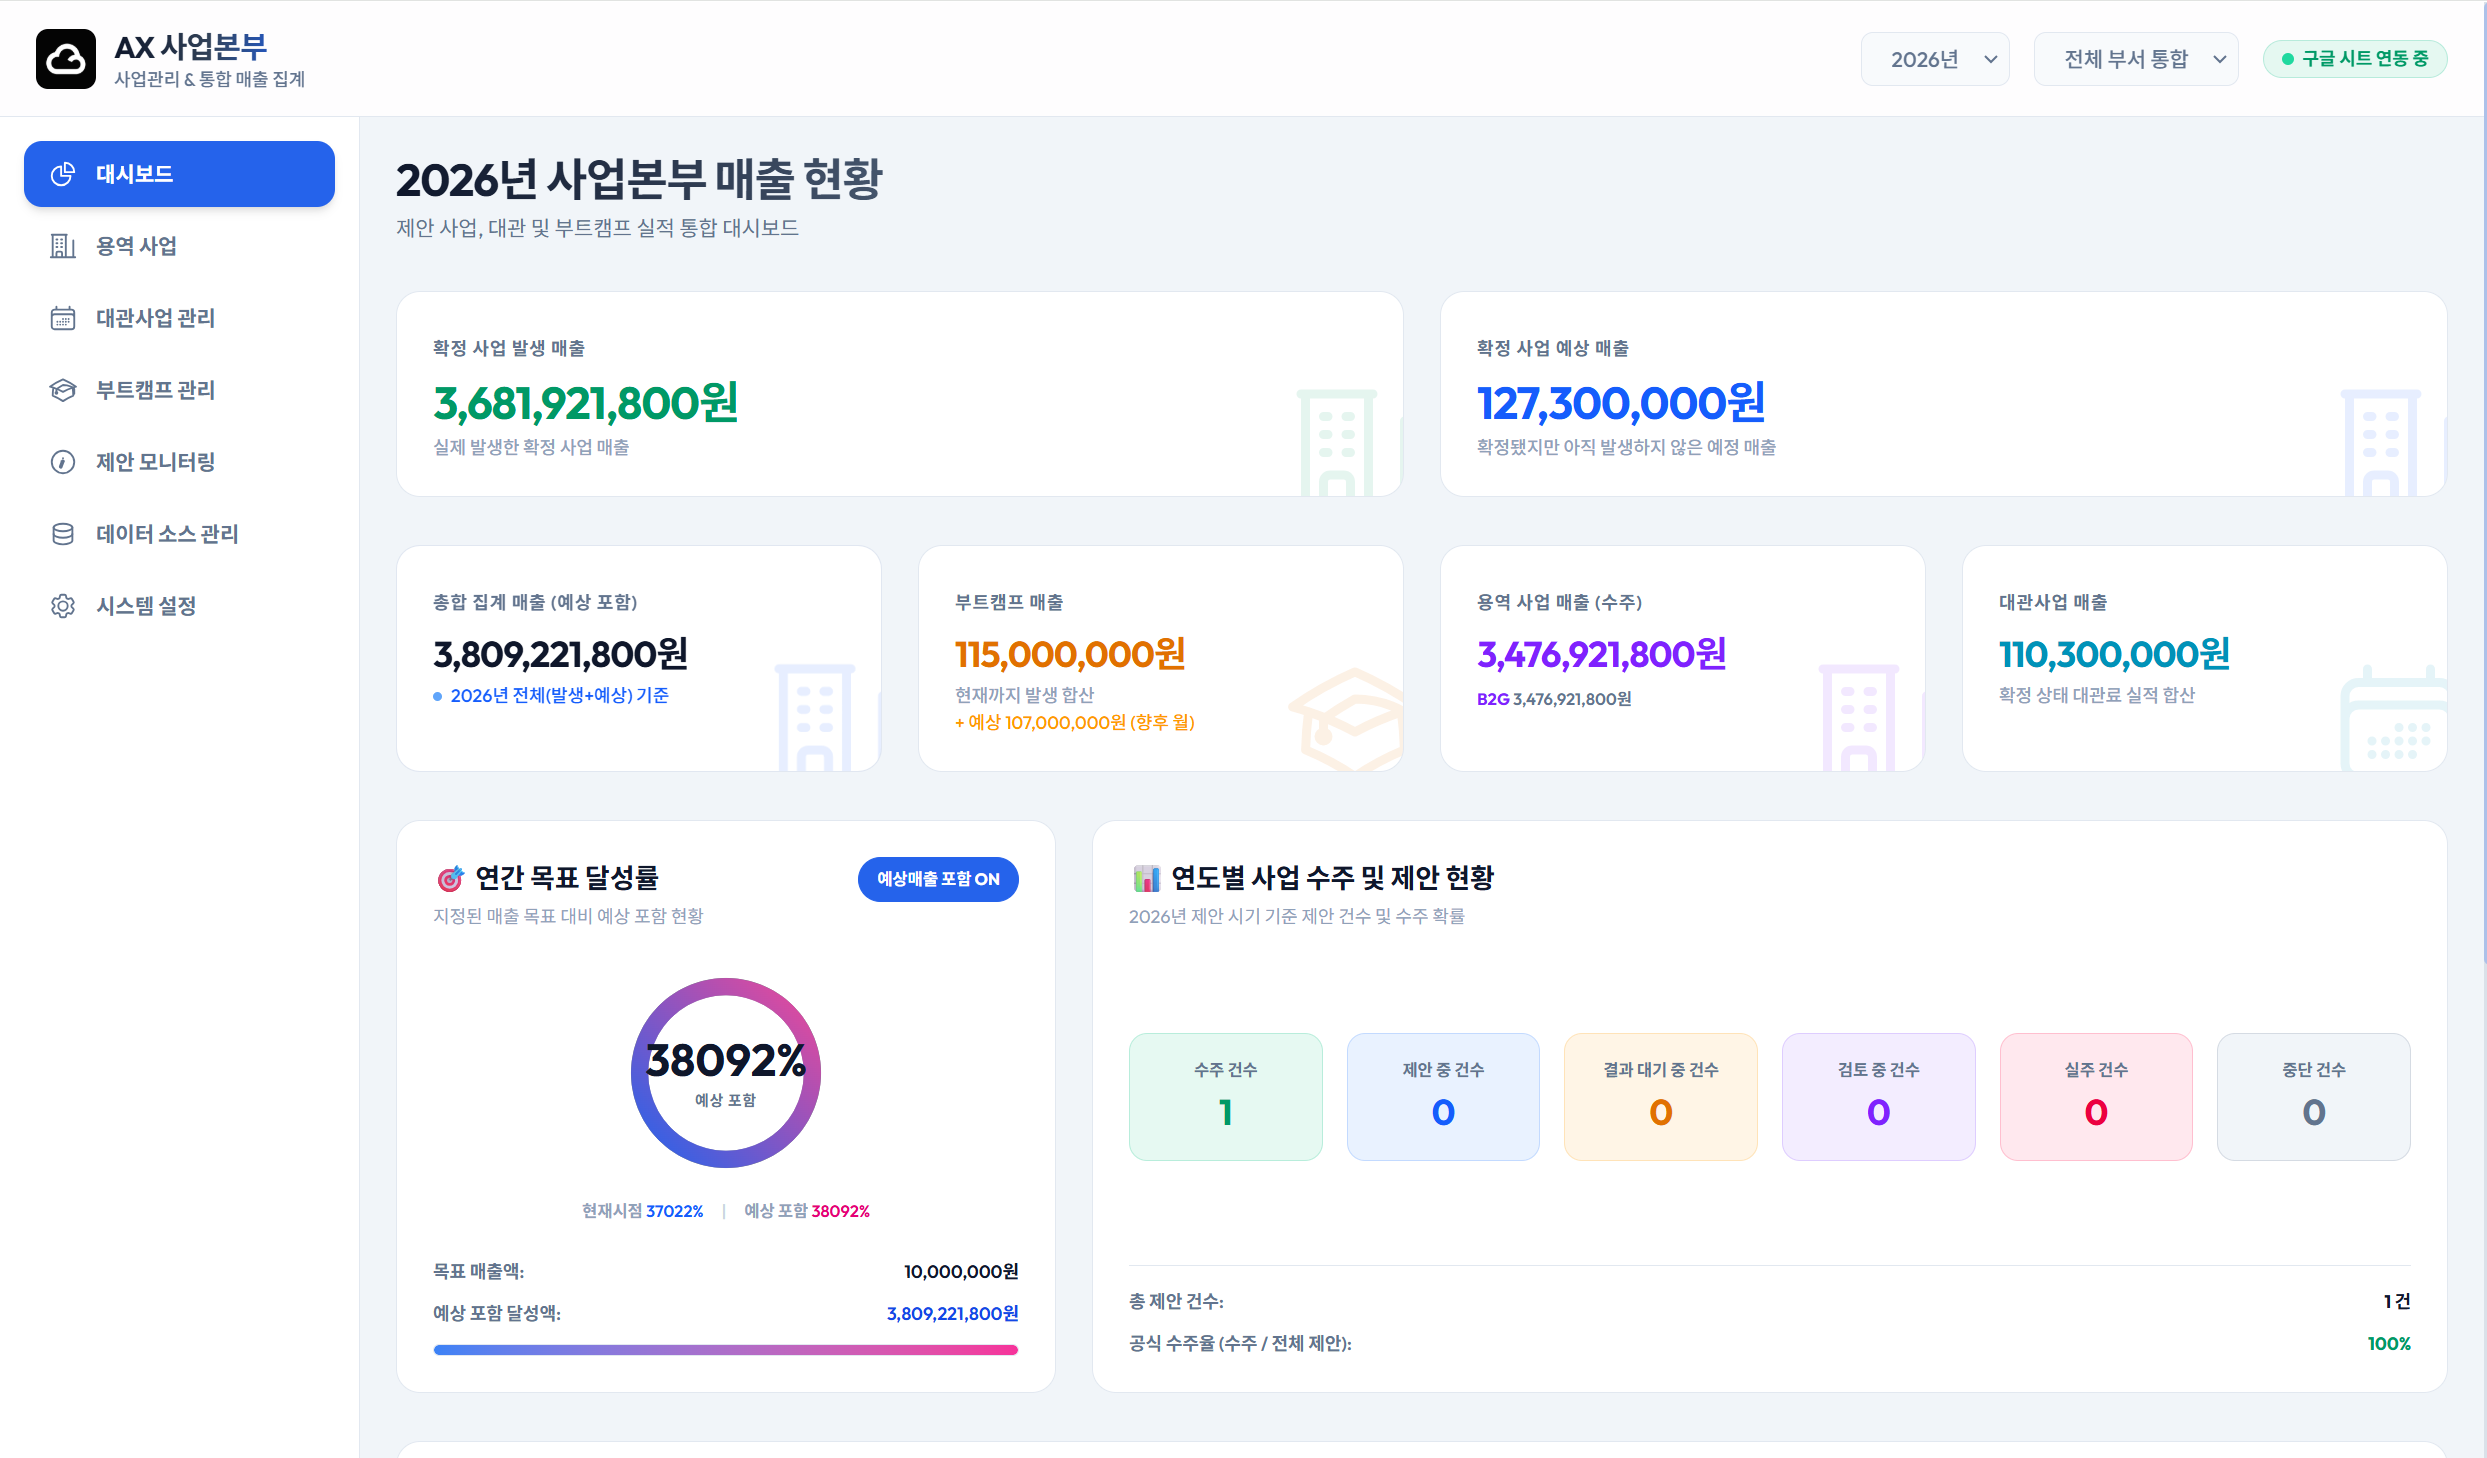 AX 사업본부
사업관리 & 통합 매출 집계
2026년
전체 부서 통합
구글 시트 연동 중
대시보드
용역 사업
대관사업 관리
부트캠프 관리
제안 모니터링
데이터 소스 관리
시스템 설정
2026년 사업본부 매출 현황
제안 사업, 대관 및 부트캠프 실적 통합 대시보드
확정 사업 발생 매출
3,681,921,800원
실제 발생한 확정 사업 매출
확정 사업 예상 매출
127,300,000원
확정됐지만 아직 발생하지 않은 예정 매출
총합 집계 매출 (예상 포함)
3,809,221,800원
2026년 전체(발생+예상) 기준
부트캠프 매출
115,000,000원
현재까지 발생 합산
+ 예상 107,000,000원 (향후 월)
용역 사업 매출 (수주)
3,476,921,800원
B2G 3,476,921,800원
대관사업 매출
110,300,000원
확정 상태 대관료 실적 합산
연간 목표 달성률
예상매출 포함 ON
지정된 매출 목표 대비 예상 포함 현황
38092%
예상 포함
현재시점 37022% | 예상 포함 38092%
목표 매출액: 10,000,000원
예상 포함 달성액: 3,809,221,800원
연도별 사업 수주 및 제안 현황
2026년 제안 시기 기준 제안 건수 및 수주 확률
수주 건수
1
제안 중 건수
0
결과 대기 중 건수
0
검토 중 건수
0
실주 건수
0
중단 건수
0
총 제안 건수: 1 건
공식 수주율 (수주 / 전체 제안): 100%